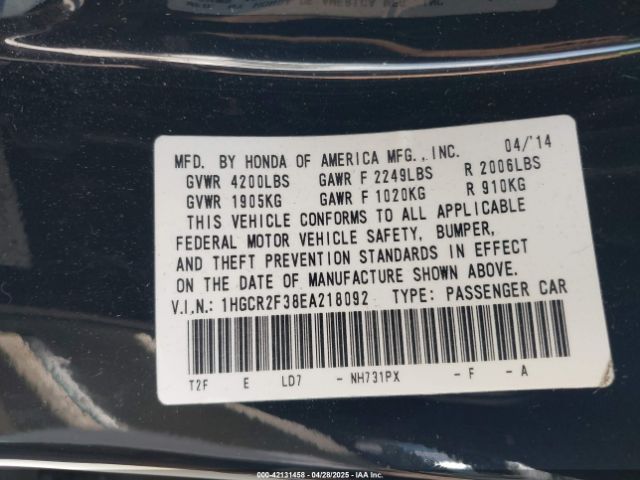 MFD. BY HONDA OF AMERICA MFG., INC. 04/'14
GVWR 4200LBS GAWR F 2249LBS R 2006LBS
GVWR 1905KG GAWR F 1020KG R 910KG
THIS VEHICLE CONFORMS TO ALL APPLICABLE
FEDERAL MOTOR VEHICLE SAFETY, BUMPER,
AND THEFT PREVENTION STANDARDS IN EFFECT
ON THE DATE OF MANUFACTURE SHOWN ABOVE.
V.I.N.: 1HGCR2F38EA218092 TYPE: PASSENGER CAR
T2F E LD7 - NH731PX - F - A
000-42131458 - 04/28/2025 - IAA Inc.